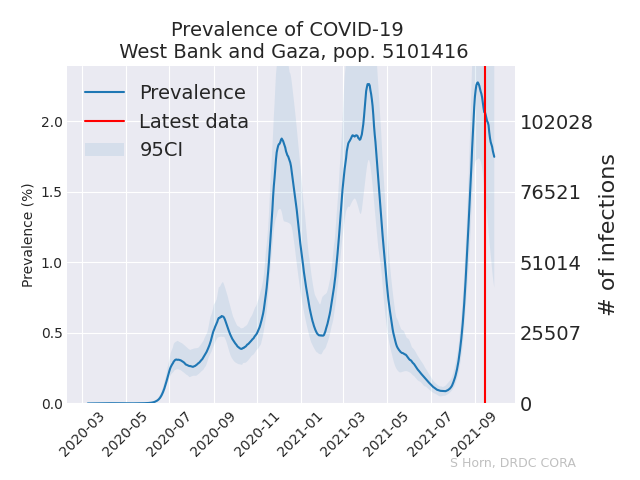 Prevalence of COVID-19
West Bank and Gaza, pop. 5101416
Prevalence
Latest data
95CI
Prevalence (%)
2.0
1.5
1.0
0.5
0.0
102028
76521
51014
25507
0
# of infections
2020-03
2020-05
2020-07
2020-09
2020-11
2021-01
2021-03
2021-05
2021-07
2021-09
S Horn, DRDC CORA